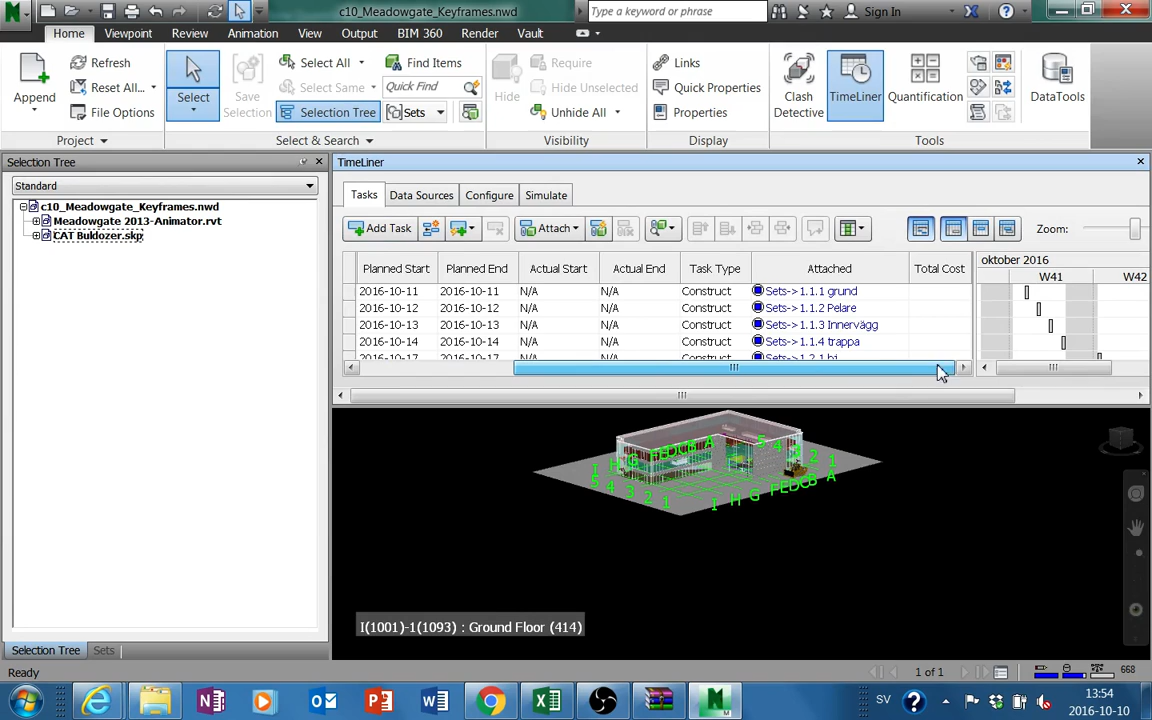 c10_Meadowgate_Keyframes.nwd
Type a keyword or phrase
Sign In
Home Viewpoint Review Animation View Output BIM 360 Render Vault
Append
Refresh
Reset All...
File Options
Project
Select
Save Selection
Select All
Select Same
Selection Tree
Find Items
Quick Find
Sets
Select & Search
Hide
Require
Hide Unselected
Unhide All
Visibility
Links
Quick Properties
Properties
Display
Clash Detective
TimeLiner
Quantification
DataTools
Tools
Selection Tree
Standard
c10_Meadowgate_Keyframes.nwd
Meadowgate 2013-Animator.rvt
CAT Buldozer.skp
TimeLiner
Tasks Data Sources Configure Simulate
Add Task
Attach
Zoom:
Planned Start Planned End Actual Start Actual End Task Type Attached Total Cost
oktober 2016
W41 W42
2016-10-11 2016-10-11 N/A N/A Construct Sets->1.1.1 grund
2016-10-12 2016-10-12 N/A N/A Construct Sets->1.1.2 Pelare
2016-10-13 2016-10-13 N/A N/A Construct Sets->1.1.3 Innervägg
2016-10-14 2016-10-14 N/A N/A Construct Sets->1.1.4 trappa
2016-10-17 2016-10-17 N/A N/A Construct
I(1001)-1(1093) : Ground Floor (414)
Selection Tree Sets
Ready
1 of 1
668
SV
13:54
2016-10-10